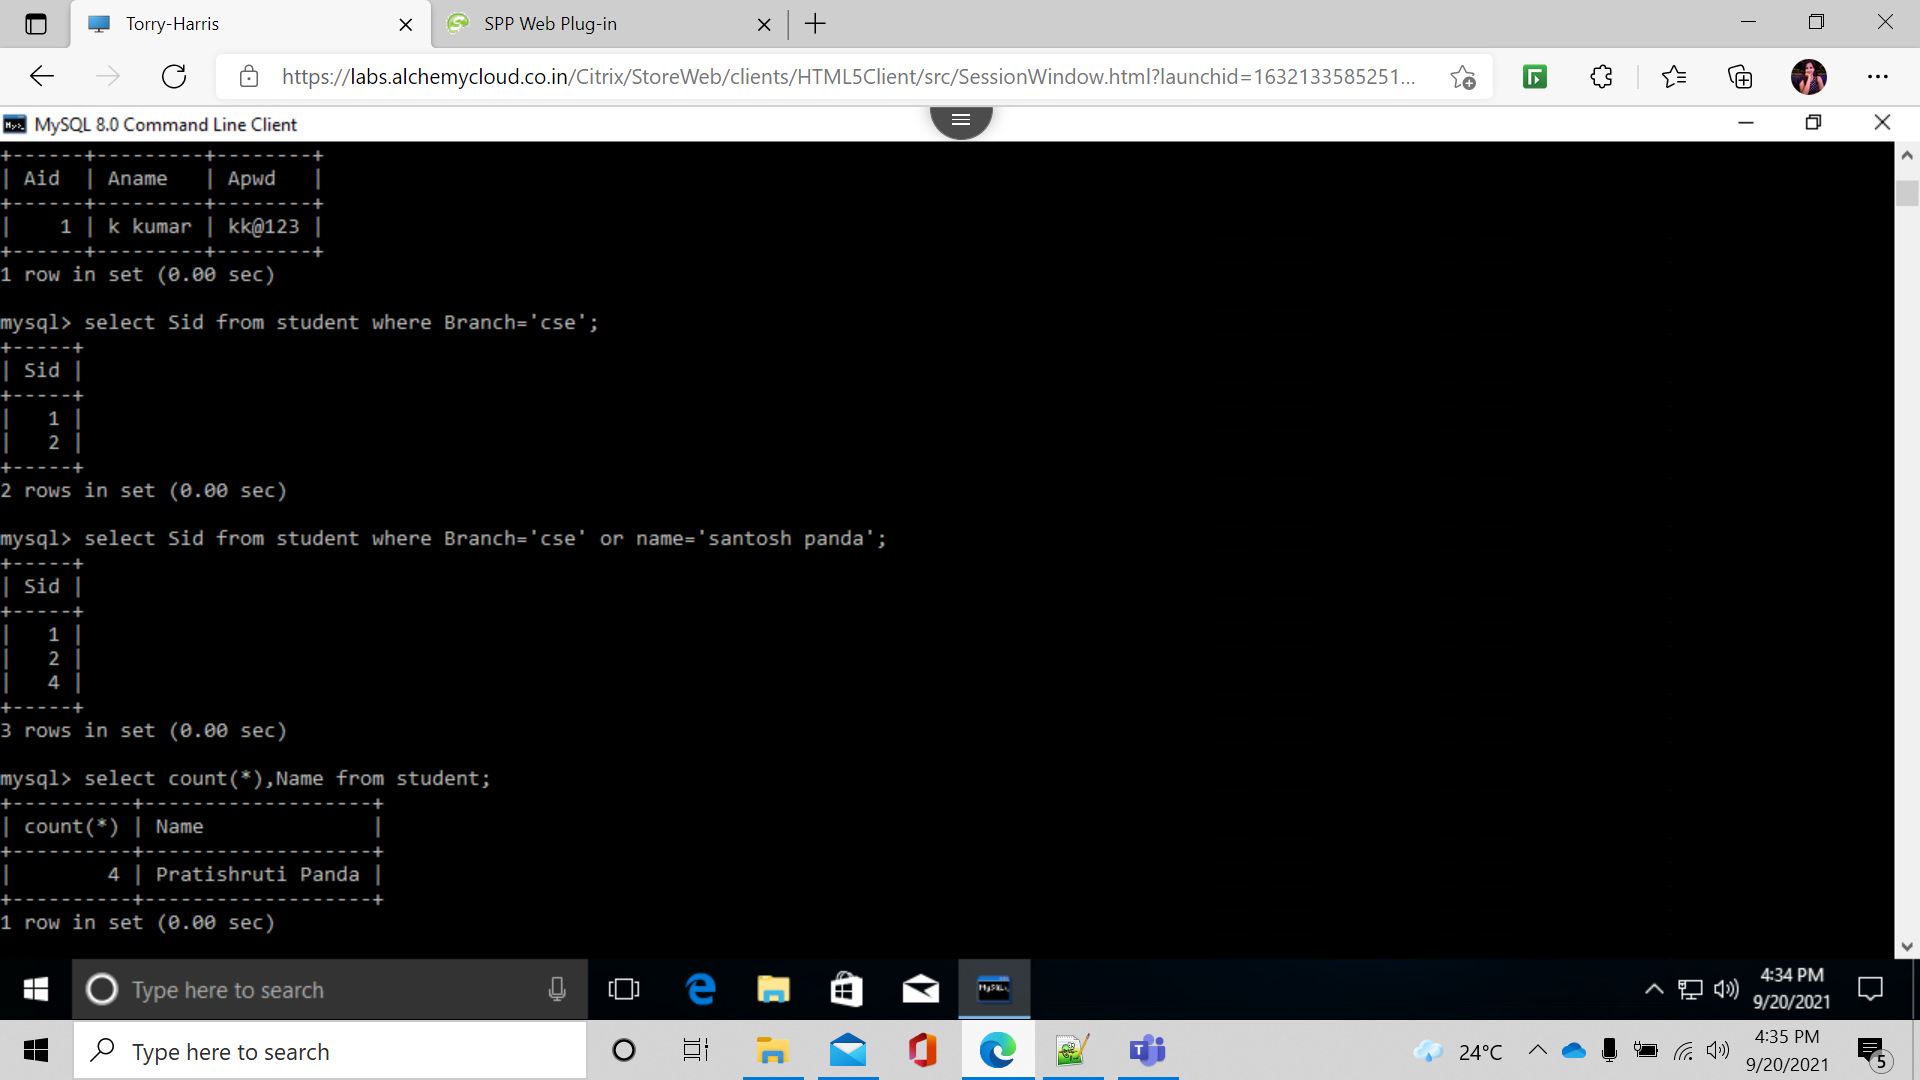 Torry-Harris
SPP Web Plug-in
https://labs.alchemycloud.co.in/Citrix/StoreWeb/clients/HTML5Client/src/SessionWindow.html?launchid=1632133585251...
MySQL 8.0 Command Line Client
+------+---------+--------+
| Aid  | Aname   | Apwd   |
+------+---------+--------+
|    1 | k kumar | kk@123 |
+------+---------+--------+
1 row in set (0.00 sec)
mysql> select Sid from student where Branch='cse';
+-----+
| Sid |
+-----+
|   1 |
|   2 |
+-----+
2 rows in set (0.00 sec)
mysql> select Sid from student where Branch='cse' or name='santosh panda';
+-----+
| Sid |
+-----+
|   1 |
|   2 |
|   4 |
+-----+
3 rows in set (0.00 sec)
mysql> select count(*),Name from student;
+----------+------------------+
| count(*) | Name             |
+----------+------------------+
|        4 | Pratishruti Panda |
+----------+------------------+
1 row in set (0.00 sec)
Type here to search
4:34 PM
9/20/2021
Type here to search
24°C
4:35 PM
9/20/2021
5